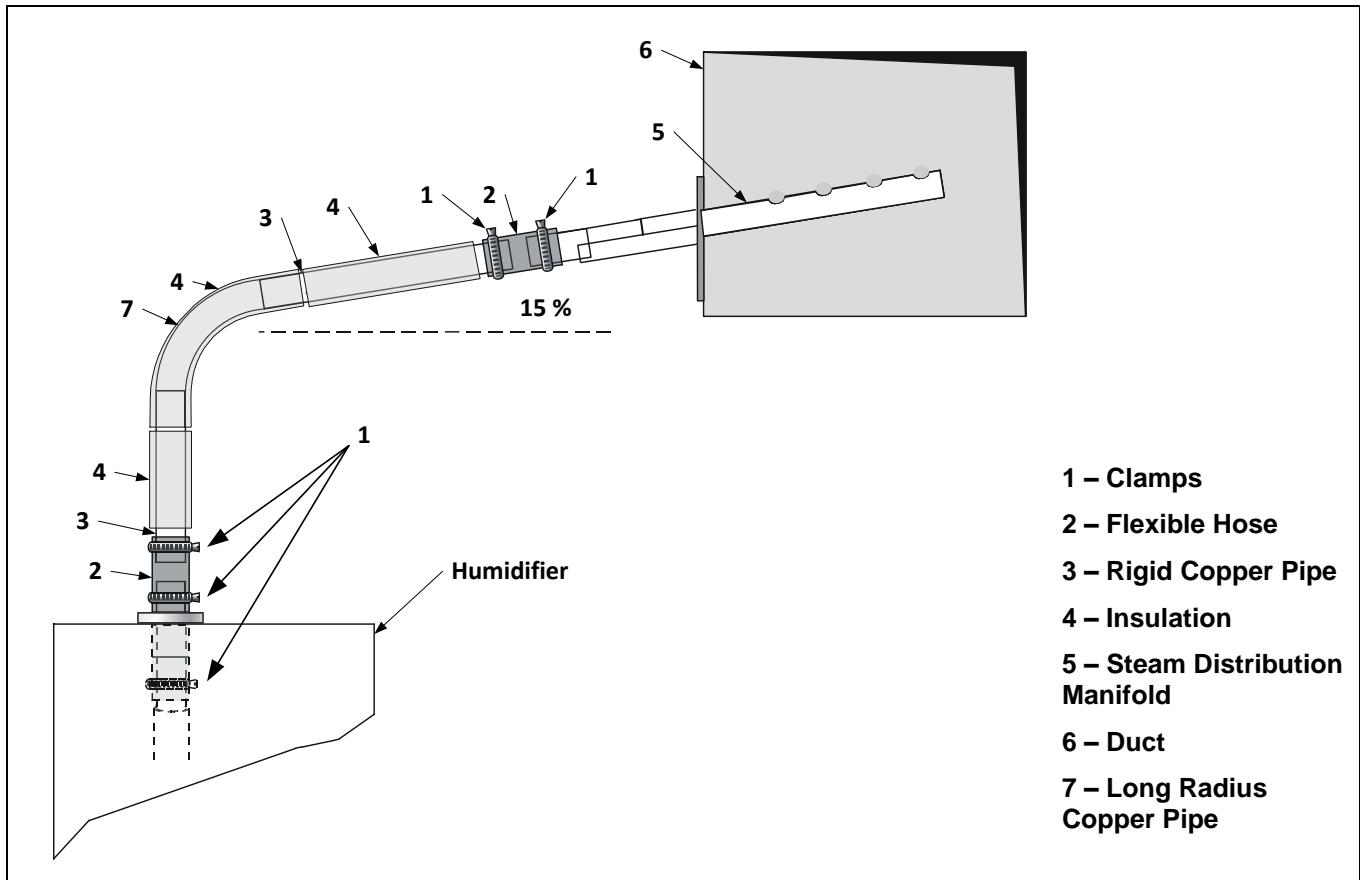 6
5
1
2
1
4
3
4
7
15 %
1
4
3
2
Humidifier
1 – Clamps
2 – Flexible Hose
3 – Rigid Copper Pipe
4 – Insulation
5 – Steam Distribution
Manifold
6 – Duct
7 – Long Radius
Copper Pipe